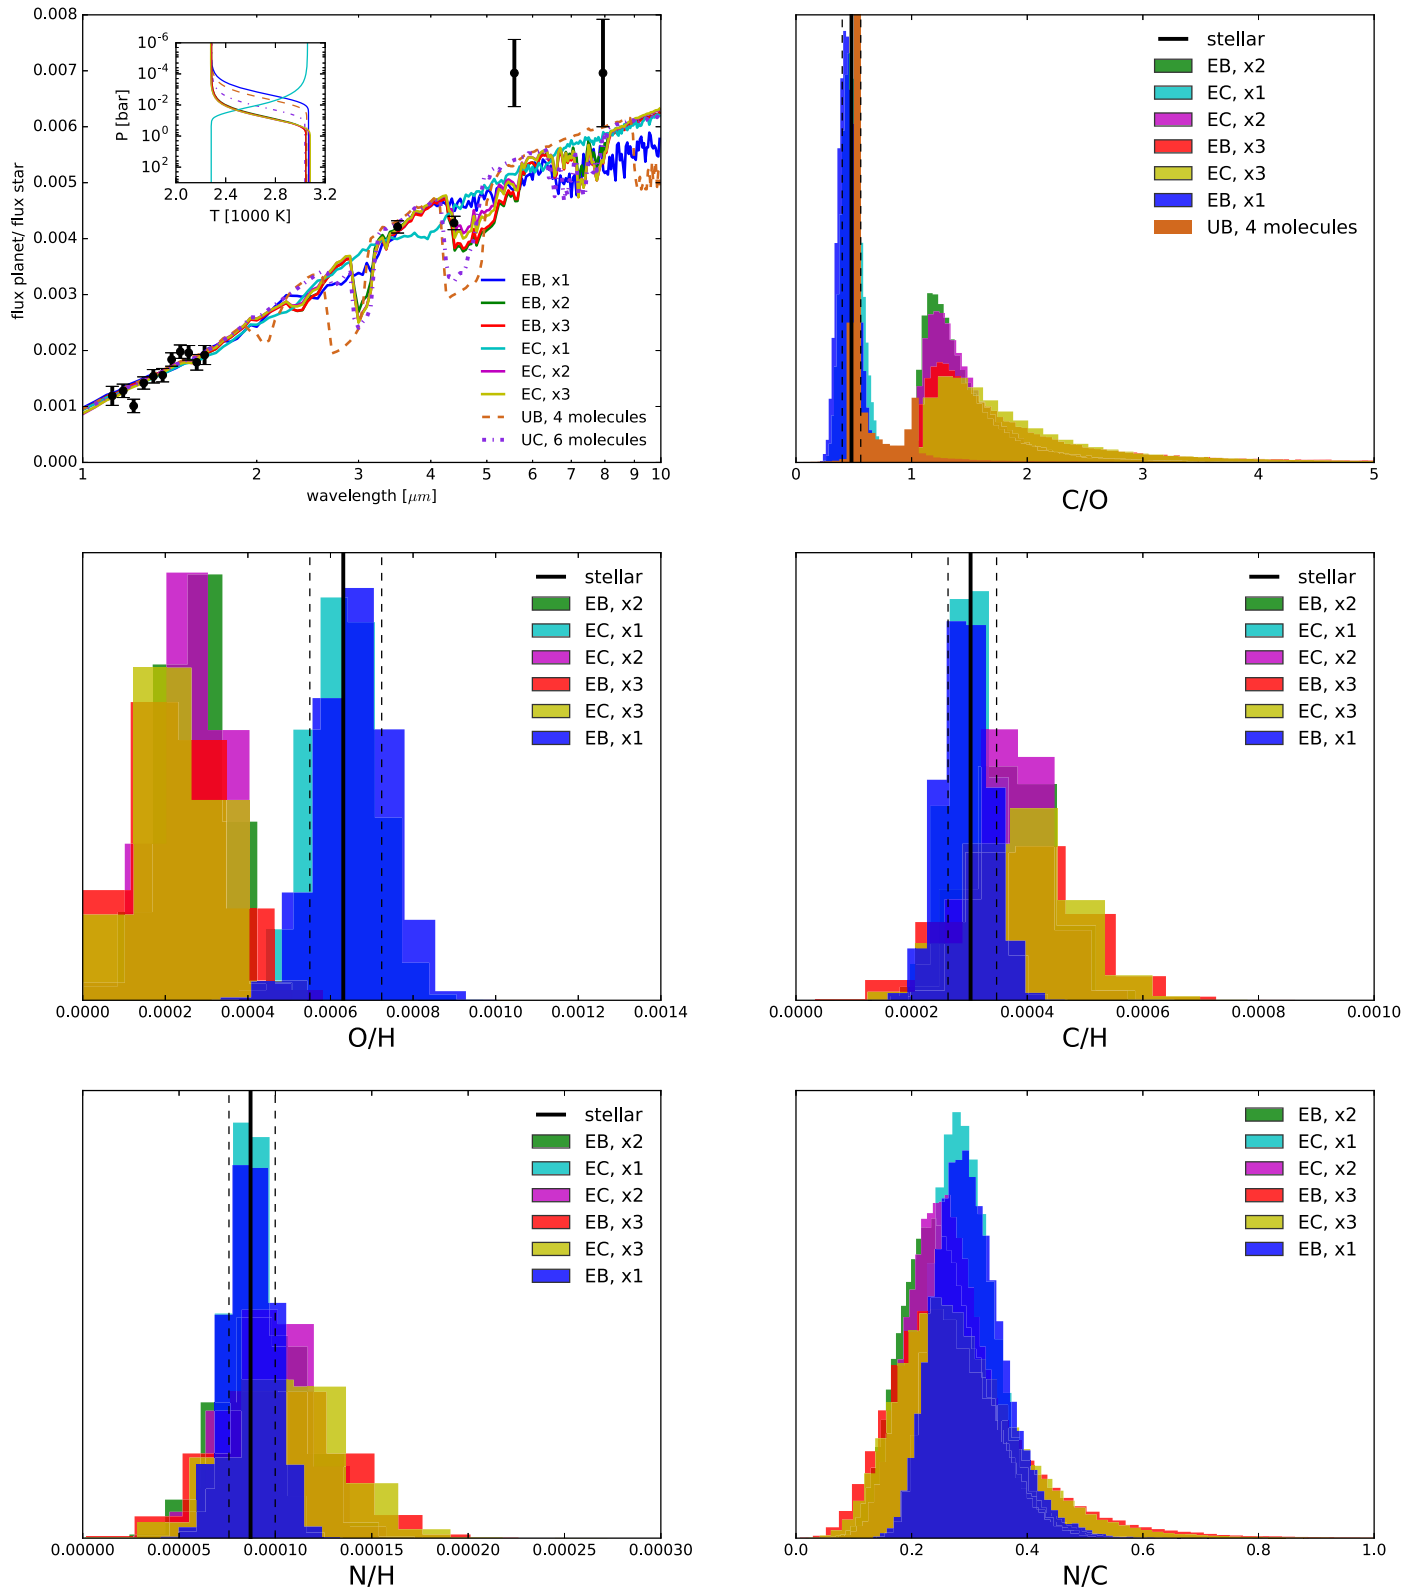 0.008
0.007
0.006
0.005
0.004
0.003
0.002
0.001
0.000
flux planet/ flux star
10⁻⁶
10⁻⁴
10⁻²
10⁰
10²
P [bar]
2.0 2.4 2.8 3.2
T [1000 K]
EB, x1
EB, x2
EB, x3
EC, x1
EC, x2
EC, x3
UB, 4 molecules
UC, 6 molecules
1 2 3 4 5 6 7 8 9 10
wavelength [μm]
stellar
EB, x2
EC, x1
EC, x2
EB, x3
EC, x3
EB, x1
UB, 4 molecules
0 1 2 3 4 5
C/O
stellar
EB, x2
EC, x1
EC, x2
EB, x3
EC, x3
EB, x1
0.0000 0.0002 0.0004 0.0006 0.0008 0.0010 0.0012 0.0014
O/H
stellar
EB, x2
EC, x1
EC, x2
EB, x3
EC, x3
EB, x1
0.0000 0.0002 0.0004 0.0006 0.0008 0.0010
C/H
stellar
EB, x2
EC, x1
EC, x2
EB, x3
EC, x3
EB, x1
0.00000 0.00005 0.00010 0.00015 0.00020 0.00025 0.00030
N/H
EB, x2
EC, x1
EC, x2
EB, x3
EC, x3
EB, x1
0.0 0.2 0.4 0.6 0.8 1.0
N/C